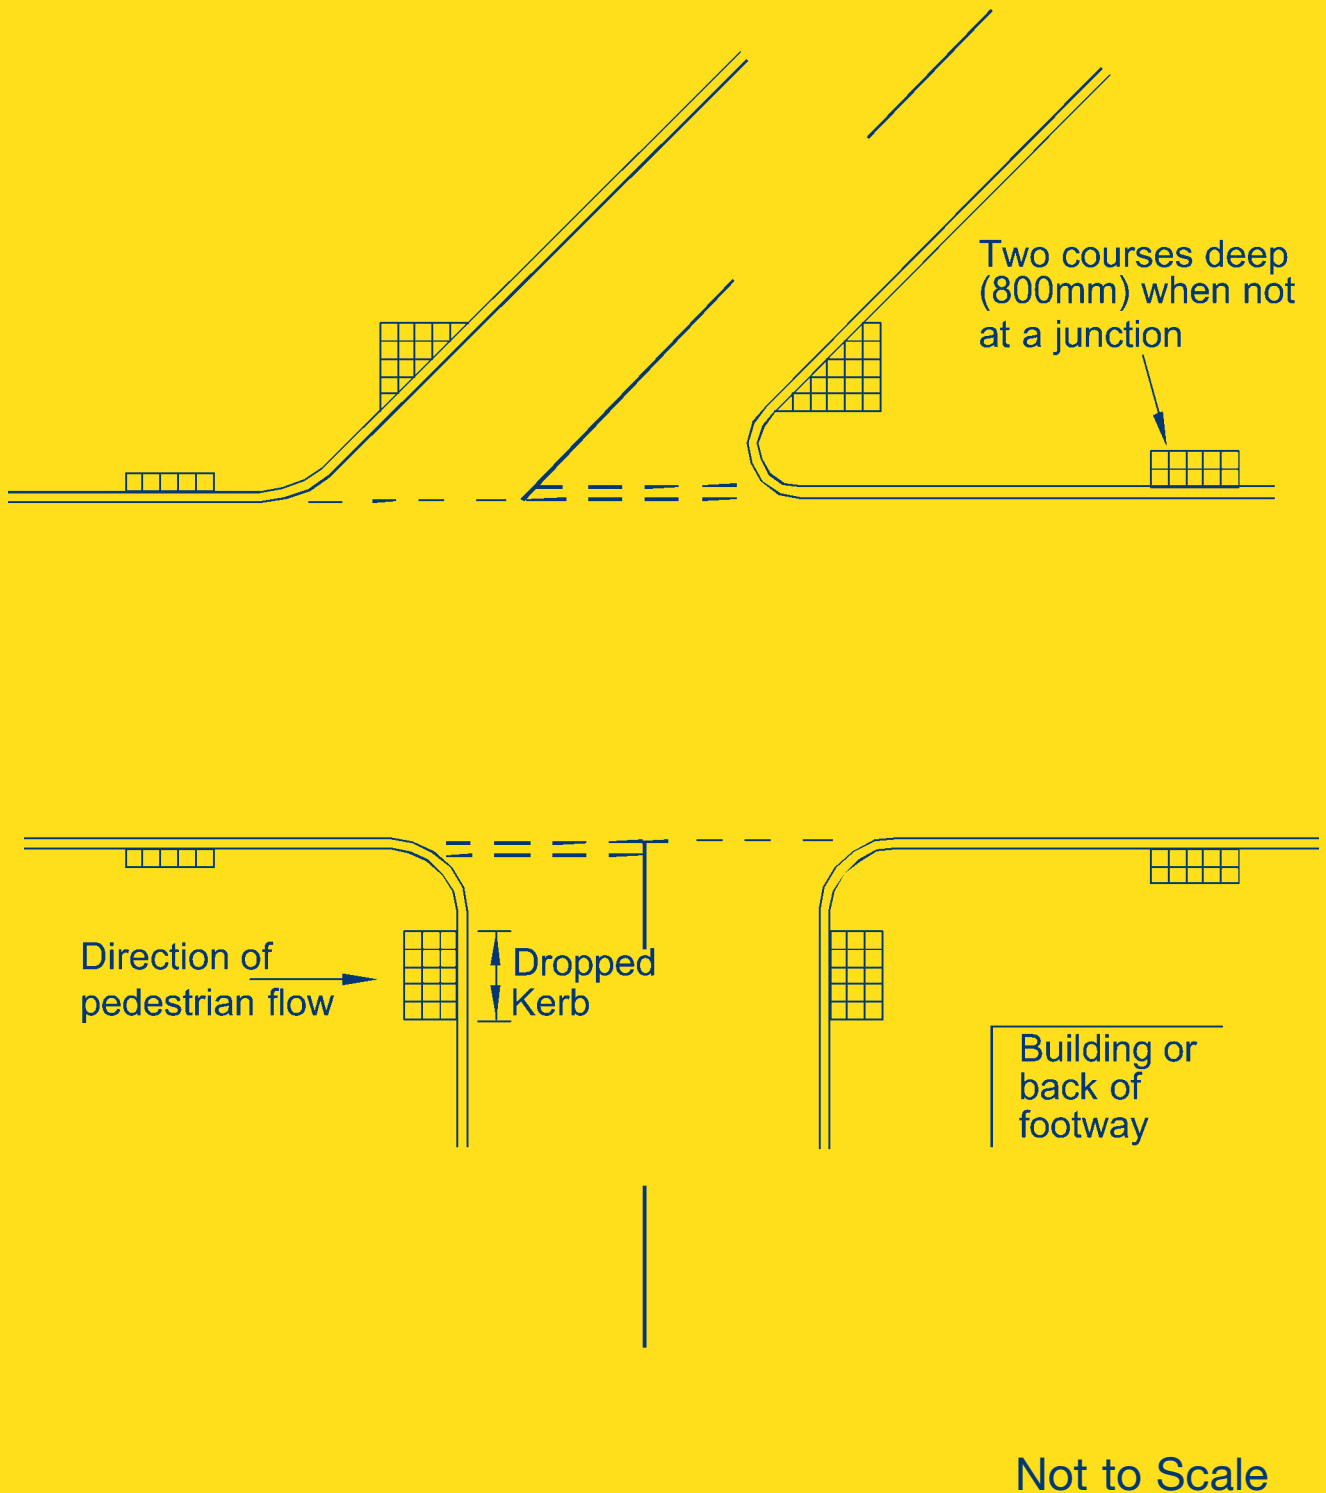 Two courses deep
(800mm) when not
at a junction
Direction of
pedestrian flow
Dropped
Kerb
Building or
back of
footway
Not to Scale